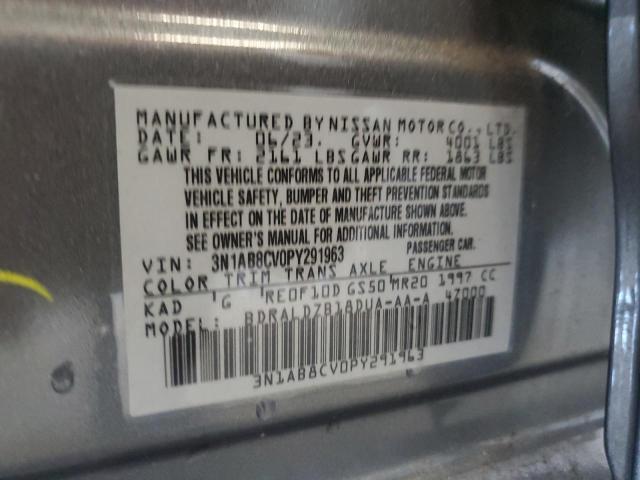 MANUFACTURED BY NISSAN MOTOR CO., LTD.
DATE: 06/23. GVWR: 4001 LBS
GAWR FR: 2161 LBS GAWR RR: 1863 LBS
THIS VEHICLE CONFORMS TO ALL APPLICABLE FEDERAL MOTOR
VEHICLE SAFETY, BUMPER AND THEFT PREVENTION STANDARDS
IN EFFECT ON THE DATE OF MANUFACTURE SHOWN ABOVE.
SEE OWNER'S MANUAL FOR ADDITIONAL INFORMATION.
VIN: 3N1AB8CV0PY291963 PASSENGER CAR.
COLOR TRIM TRANS AXLE ENGINE
KAD 'G 'RE0F10D GS50'MR20 1997 CC
MODEL: BDRALDZB18DUA-AA-A 4Z000
3N1AB8CV0PY291963